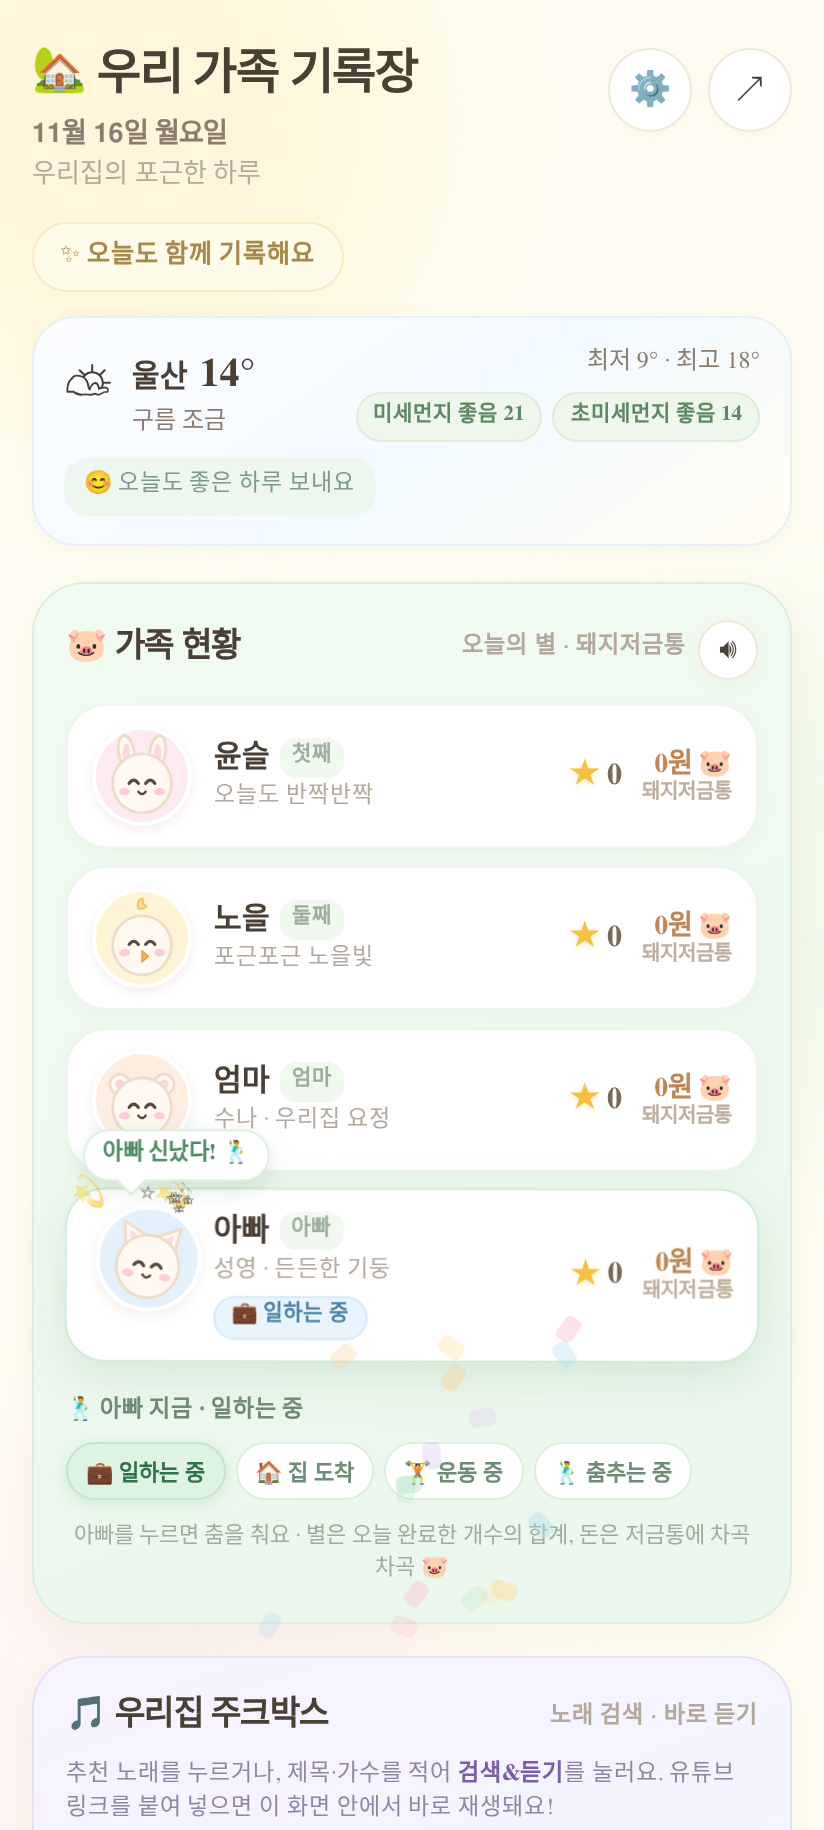 🏡 우리 가족 기록장
11월 16일 월요일
우리집의 포근한 하루
✨ 오늘도 함께 기록해요
울산 14°
구름 조금
최저 9° · 최고 18°
미세먼지 좋음 21
초미세먼지 좋음 14
😊 오늘도 좋은 하루 보내요
🐷 가족 현황
오늘의 별 · 돼지저금통
윤슬 첫째
오늘도 반짝반짝
★ 0
0원 🐷
돼지저금통
노을 둘째
포근포근 노을빛
★ 0
0원 🐷
돼지저금통
엄마 엄마
수나 · 우리집 요정
★ 0
0원 🐷
돼지저금통
아빠 신났다! 🕺
아빠 아빠
성영 · 든든한 기둥
💼 일하는 중
★ 0
0원 🐷
돼지저금통
🕺 아빠 지금 · 일하는 중
💼 일하는 중
🏠 집 도착
🏋️ 운동 중
🕺 춤추는 중
아빠를 누르면 춤을 춰요 · 별은 오늘 완료한 개수의 합계, 돈은 저금통에 차곡
차곡 🐷
🎵 우리집 주크박스
노래 검색 · 바로 듣기
추천 노래를 누르거나, 제목·가수를 적어 검색&듣기를 눌러요. 유튜브
링크를 붙여 넣으면 이 화면 안에서 바로 재생돼요!